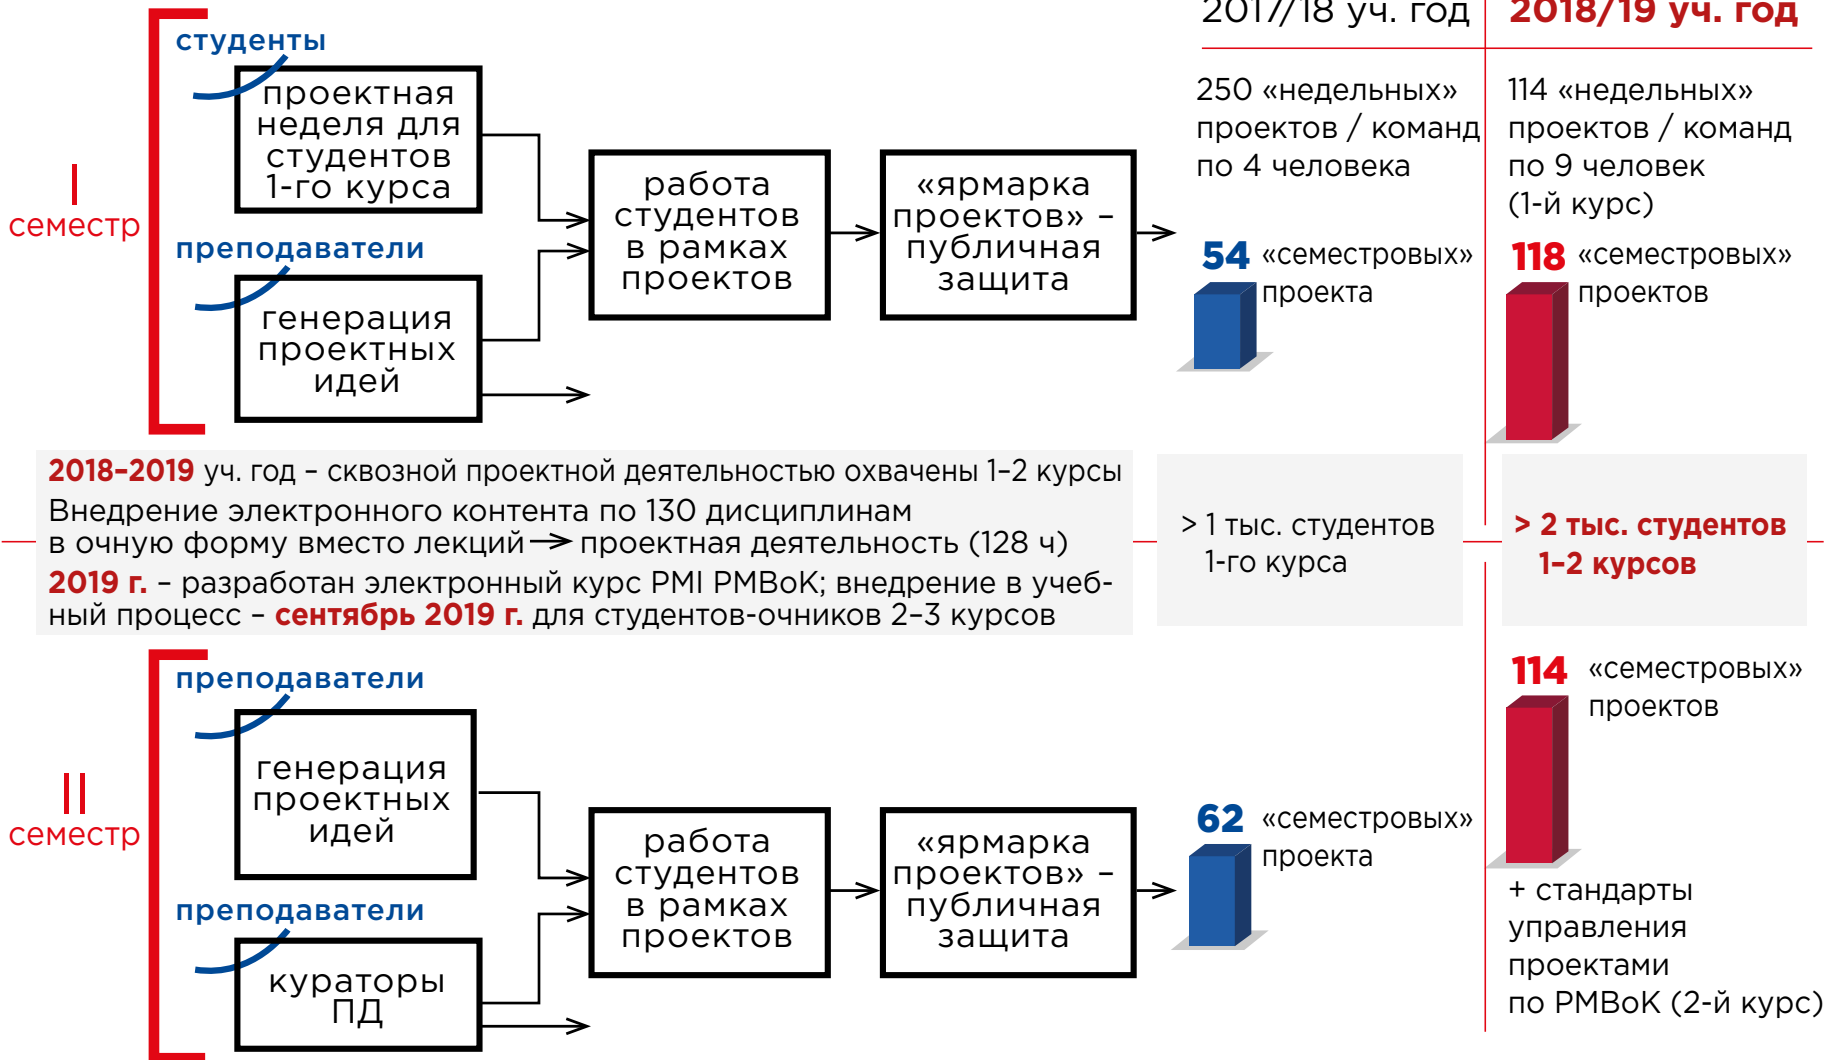 2017/18 уч. год
2018/19 уч. год
I
семестр
студенты
проектная
неделя для
студентов
1-го курса
преподаватели
генерация
проектных
идей
работа
студентов
в рамках
проектов
«ярмарка
проектов» –
публичная
защита
250 «недельных»
проектов / команд
по 4 человека
54 «семестровых»
проекта
114 «недельных»
проектов / команд
по 9 человек
(1-й курс)
118 «семестровых»
проектов
2018–2019 уч. год – сквозной проектной деятельностью охвачены 1–2 курсы
Внедрение электронного контента по 130 дисциплинам
в очную форму вместо лекций → проектная деятельность (128 ч)
2019 г. – разработан электронный курс PMI PMBoK; внедрение в учеб-
ный процесс – сентябрь 2019 г. для студентов-очников 2–3 курсов
> 1 тыс. студентов
1-го курса
> 2 тыс. студентов
1–2 курсов
II
семестр
преподаватели
генерация
проектных
идей
преподаватели
кураторы
ПД
работа
студентов
в рамках
проектов
«ярмарка
проектов» –
публичная
защита
62 «семестровых»
проекта
114 «семестровых»
проектов
+ стандарты
управления
проектами
по PMBoK (2-й курс)